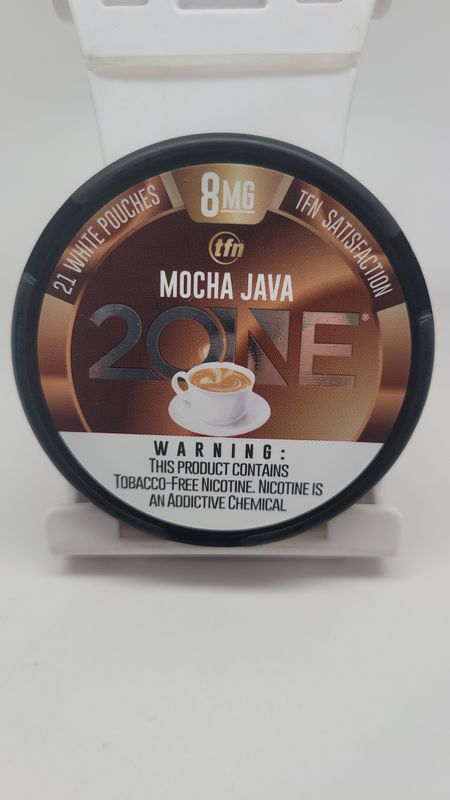 8MG
21 WHITE POUCHES
TFN SATISFACTION
tfn
MOCHA JAVA
2ONE®
WARNING:
THIS PRODUCT CONTAINS
TOBACCO-FREE NICOTINE. NICOTINE IS
AN ADDICTIVE CHEMICAL